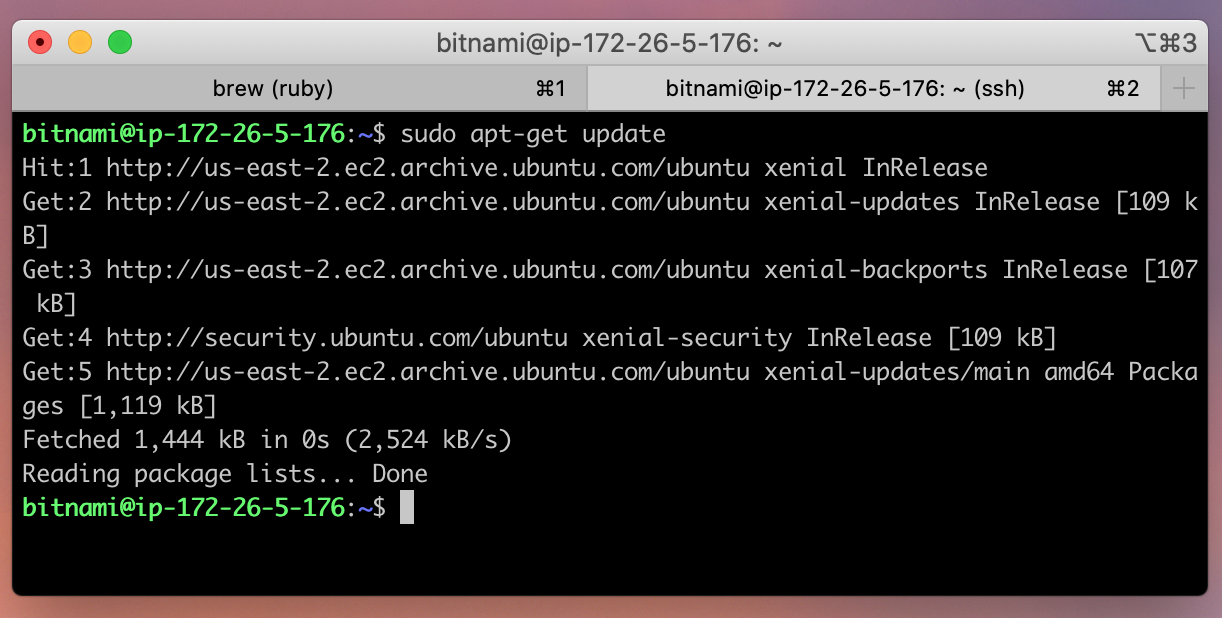 bitnami@ip-172-26-5-176: ~
⌥⌘3
brew (ruby) ⌘1
bitnami@ip-172-26-5-176: ~ (ssh) ⌘2
bitnami@ip-172-26-5-176:~$ sudo apt-get update
Hit:1 http://us-east-2.ec2.archive.ubuntu.com/ubuntu xenial InRelease
Get:2 http://us-east-2.ec2.archive.ubuntu.com/ubuntu xenial-updates InRelease [109 k
B]
Get:3 http://us-east-2.ec2.archive.ubuntu.com/ubuntu xenial-backports InRelease [107
 kB]
Get:4 http://security.ubuntu.com/ubuntu xenial-security InRelease [109 kB]
Get:5 http://us-east-2.ec2.archive.ubuntu.com/ubuntu xenial-updates/main amd64 Packa
ges [1,119 kB]
Fetched 1,444 kB in 0s (2,524 kB/s)
Reading package lists... Done
bitnami@ip-172-26-5-176:~$